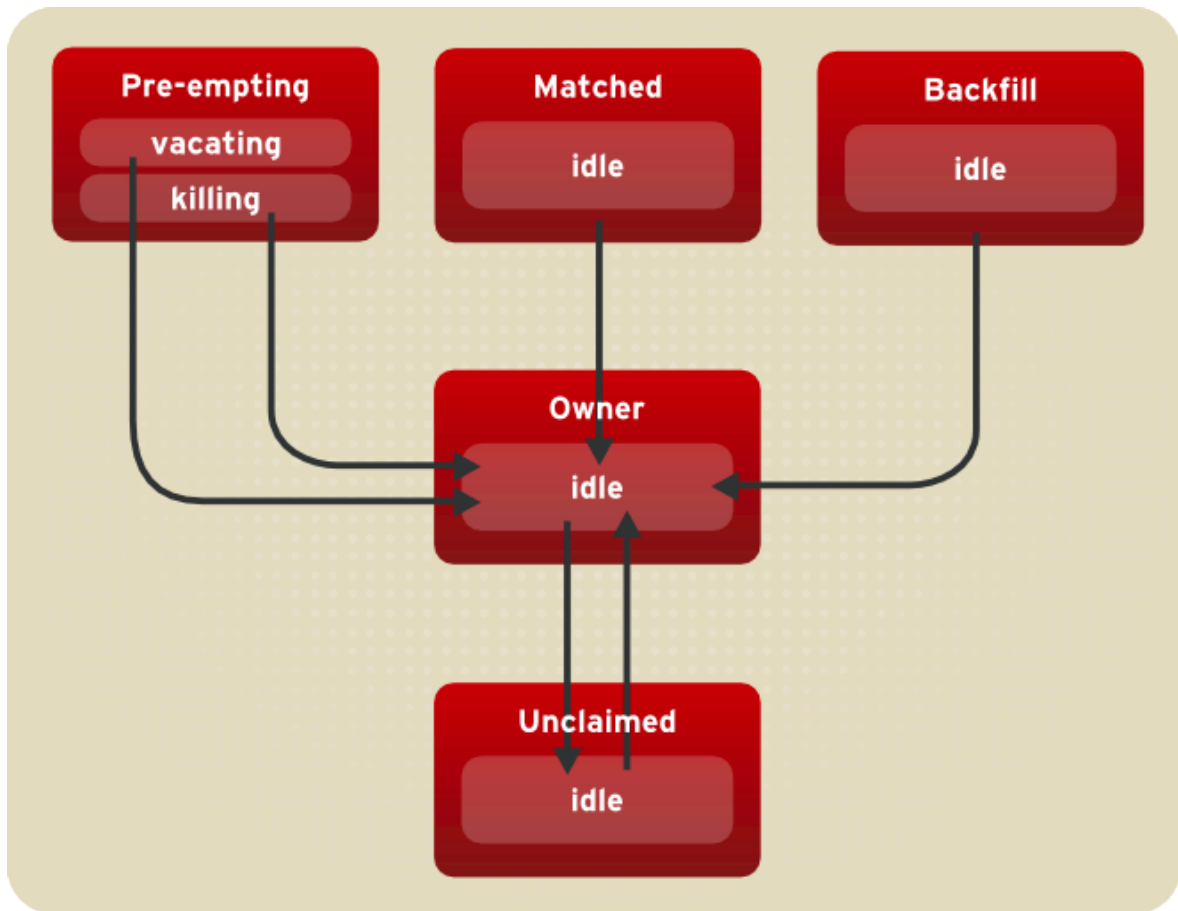 Pre-empting
vacating
killing
Matched
idle
Backfill
idle
Owner
idle
Unclaimed
idle